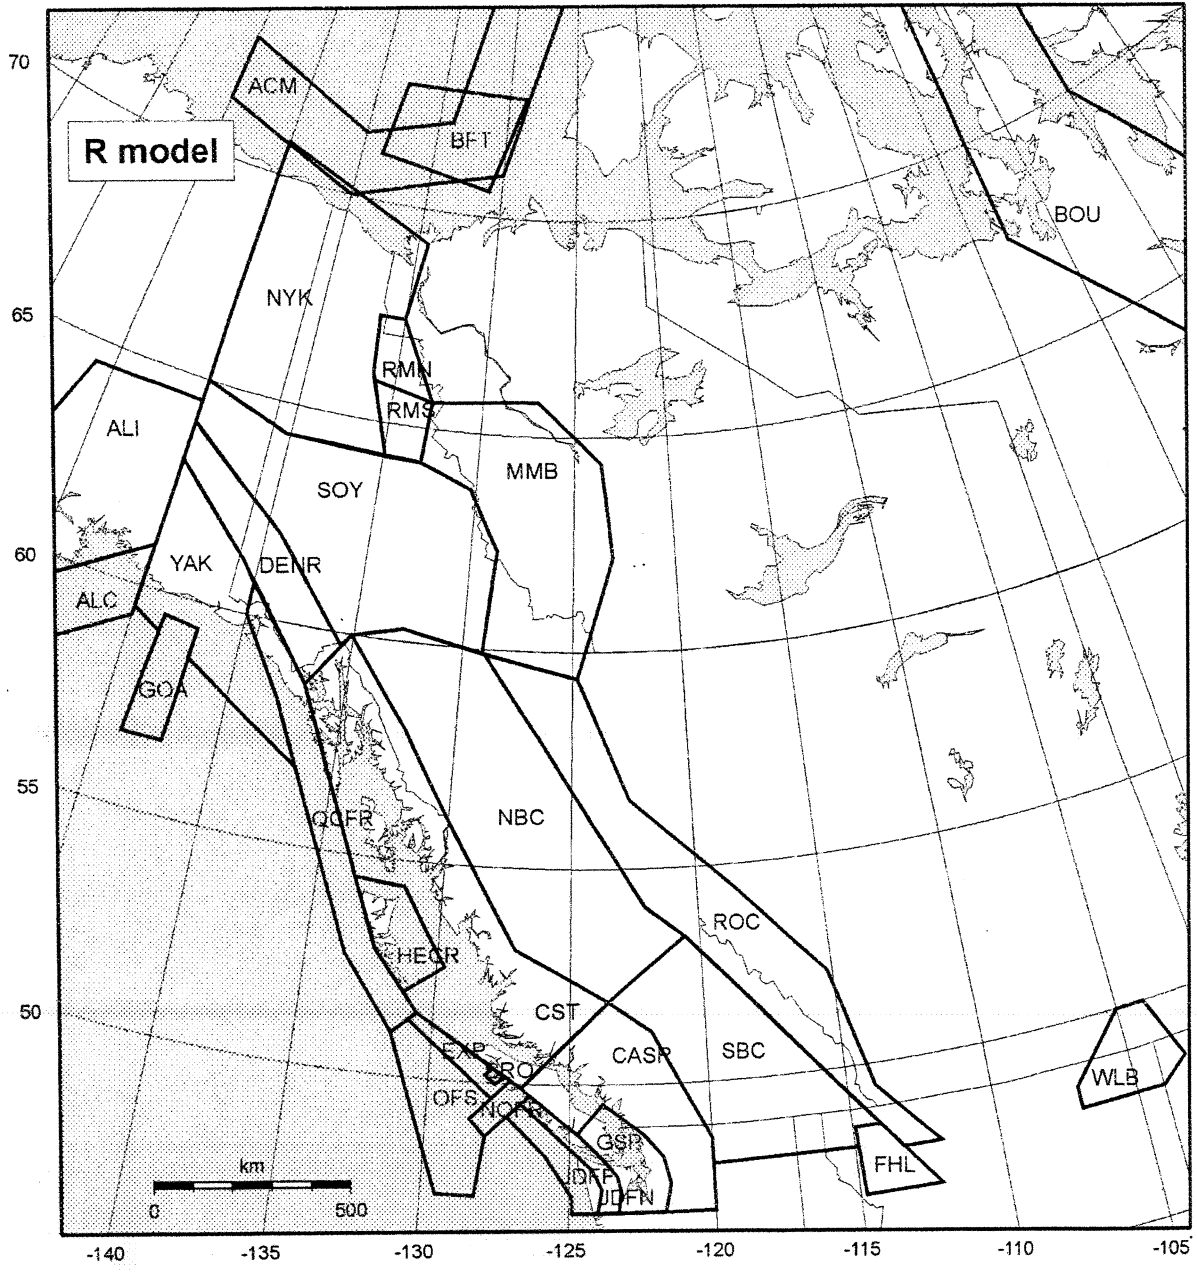 70
ACM
BFT
R model
BOU
NYK
65
RMN
ALI
RMS
MMB
SOY
60
YAK
DENR
ALC
GOA
55
QCFR
NBC
ROC
HECR
50
CST
EXP
CASP
SBC
BRO
WLB
OFS
NOFR
GSP
FHL
km
JDFF
JDFN
0
500
-140
-135
-130
-125
-120
-115
-110
-105